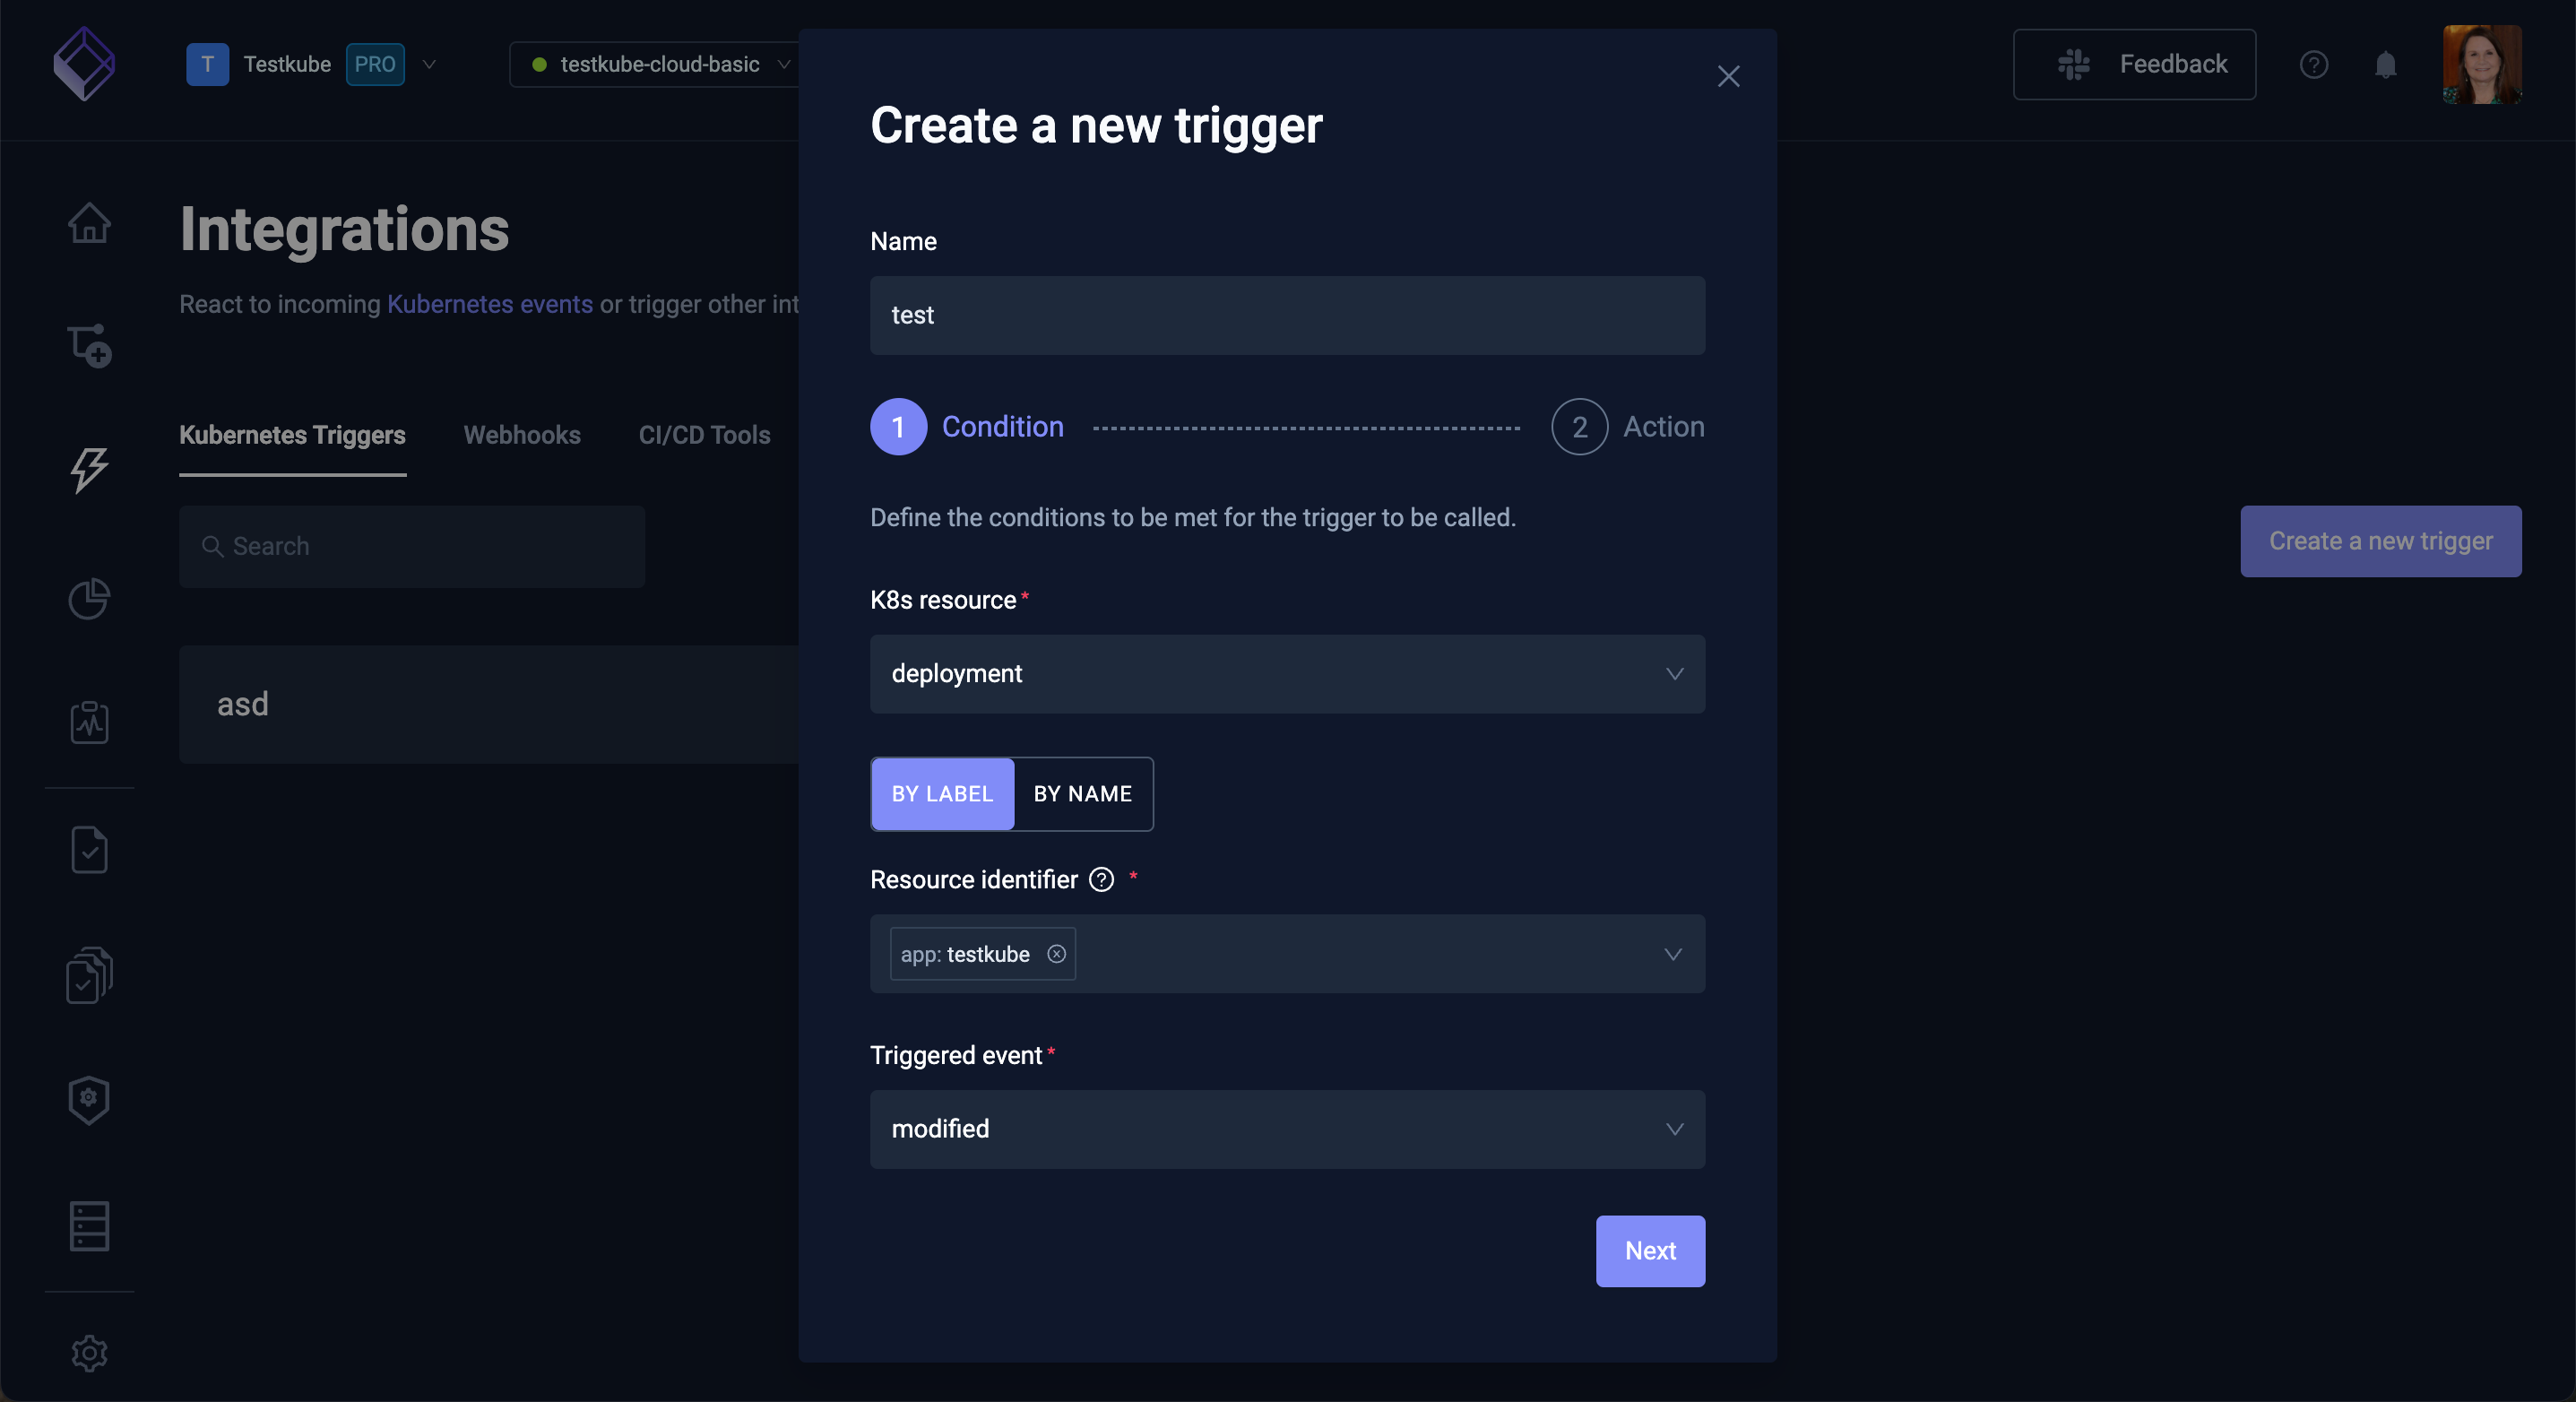 T Testkube PRO
testkube-cloud-basic
Feedback
Integrations
React to incoming Kubernetes events or trigger other int
Kubernetes Triggers
Webhooks
CI/CD Tools
Search
asd
Create a new trigger
Create a new trigger
Name
test
1 Condition
2 Action
Define the conditions to be met for the trigger to be called.
K8s resource*
deployment
BY LABEL
BY NAME
Resource identifier ? *
app: testkube
Triggered event*
modified
Next